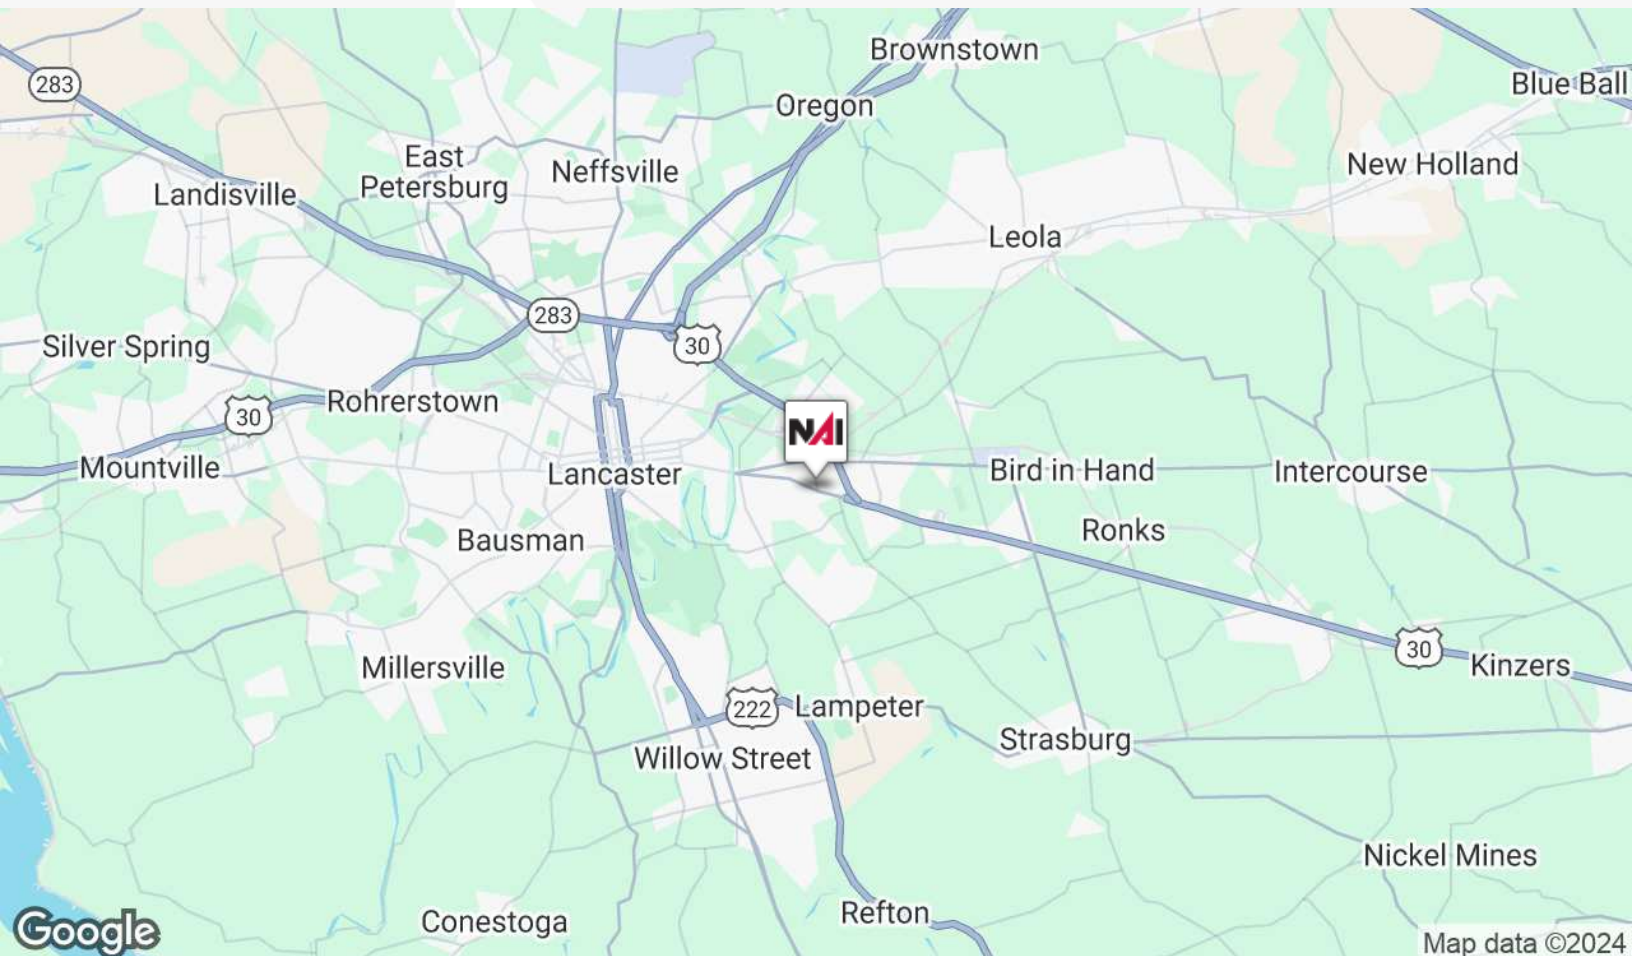 Brownstown
283
Blue Ball
Oregon
East
Petersburg
Neffsville
New Holland
Landisville
Leola
283
30
Silver Spring
Rohrerstown
30
NAI
Mountville
Lancaster
Bird in Hand
Intercourse
Bausman
Ronks
30
Kinzers
Millersville
222
Lampeter
Strasburg
Willow Street
Nickel Mines
Refton
Conestoga
Google
Map data ©2024